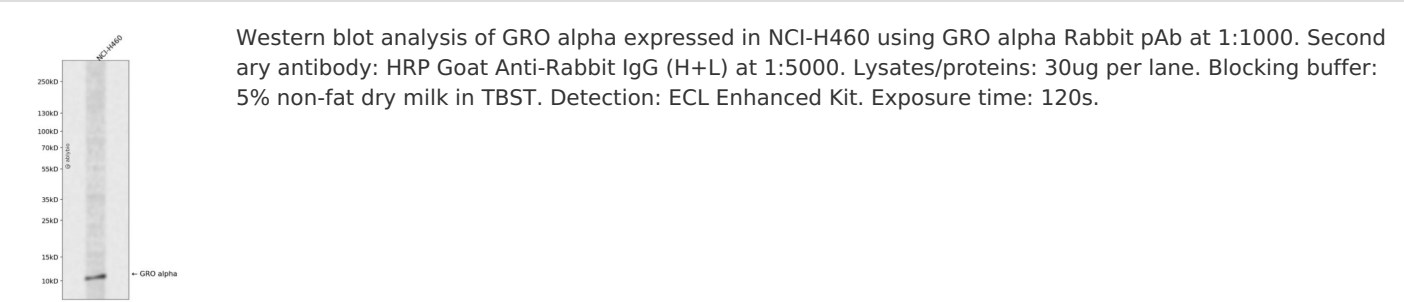 NCI-H460
250kD
130kD
100kD
70kD
55kD
35kD
25kD
15kD
10kD
@ ablybio
← GRO alpha
Western blot analysis of GRO alpha expressed in NCI-H460 using GRO alpha Rabbit pAb at 1:1000. Second
ary antibody: HRP Goat Anti-Rabbit IgG (H+L) at 1:5000. Lysates/proteins: 30ug per lane. Blocking buffer:
5% non-fat dry milk in TBST. Detection: ECL Enhanced Kit. Exposure time: 120s.